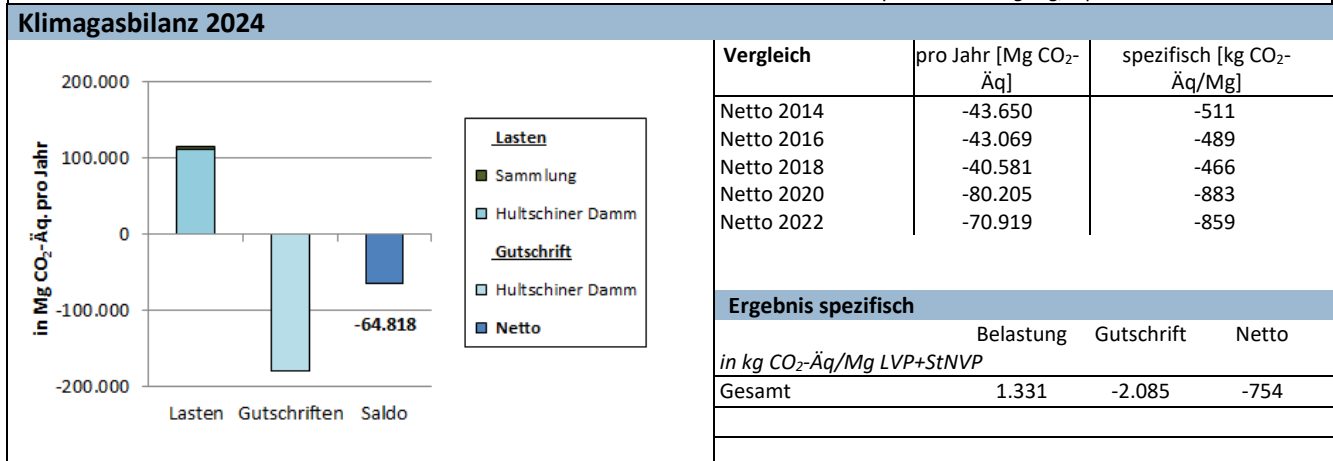 Klimagasbilanz 2024
200.000
100.000
0
-100.000
-200.000
in Mg CO₂-Äq. pro Jahr
-64.818
Lasten Gutschriften Saldo
Lasten
Sammlung
Hultschiner Damm
Gutschrift
Hultschiner Damm
Netto
Vergleich pro Jahr [Mg CO₂- spezifisch [kg CO₂-
Äq] Äq/Mg]
Netto 2014 -43.650 -511
Netto 2016 -43.069 -489
Netto 2018 -40.581 -466
Netto 2020 -80.205 -883
Netto 2022 -70.919 -859
Ergebnis spezifisch
Belastung Gutschrift Netto
in kg CO₂-Äq/Mg LVP+StNVP
Gesamt 1.331 -2.085 -754